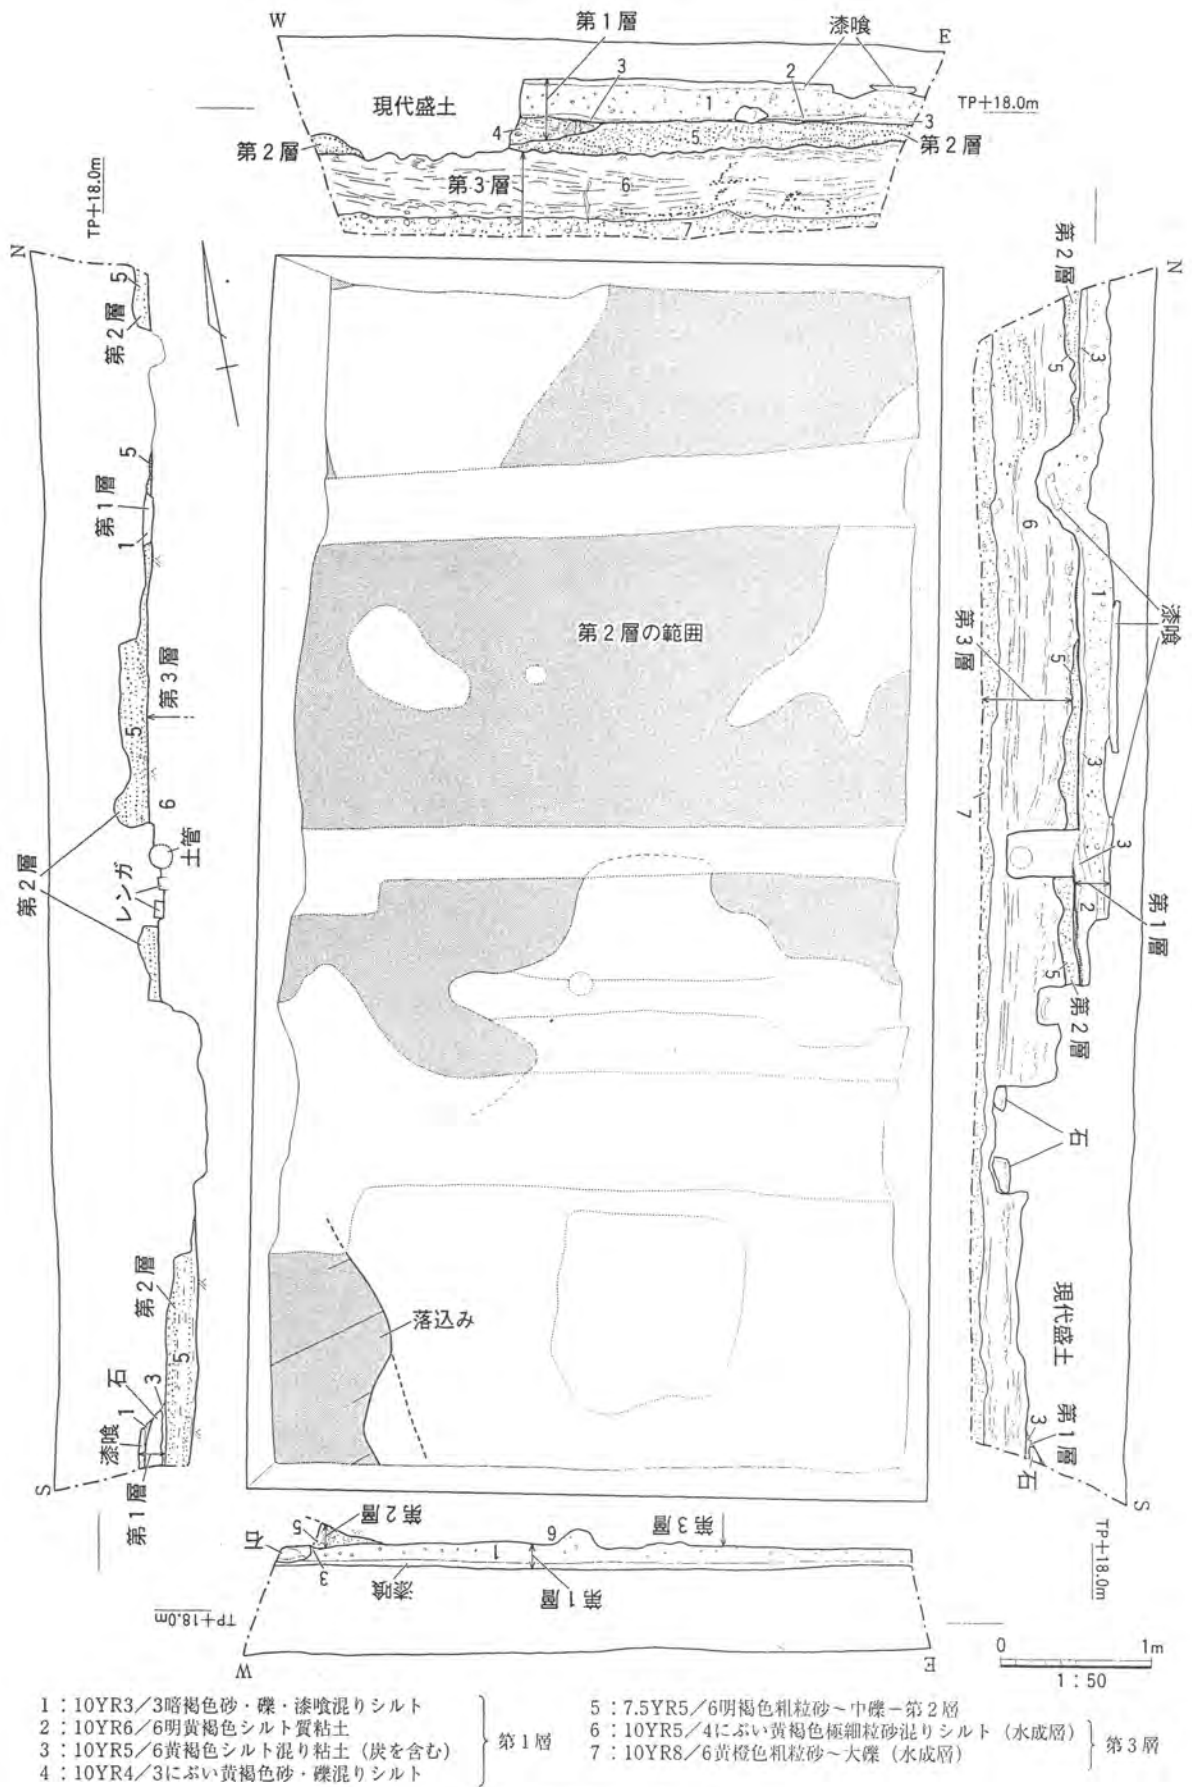 W
第1層
漆喰
E
3
2
現代盛土
1
TP+18.0m
4
3
第2層
5
第2層
第3層
6
7
TP+18.0m
N
5
第2層
5
第1層
1
第3層
5
6
土管
レンガ
第2層
第2層
5
3
石
1
漆喰
第1層
S
第2層の範囲
落込み
第2層
N
3
5
6
漆喰
1
第3層
5
3
7
3
2
第1層
5
第2層
石
現代盛土
3
第1層
石
S
TP+18.0m
第2層
5
石
3
1
漆喰
6
第3層
第1層
TP+18.0m
W
E
0 1m
1:50
1:10YR3/3暗褐色砂・礫・漆喰混りシルト
2:10YR6/6明黄褐色シルト質粘土
3:10YR5/6黄褐色シルト混り粘土(炭を含む)
4:10YR4/3にぶい黄褐色砂・礫混りシルト
第1層
5:7.5YR5/6明褐色粗粒砂~中礫-第2層
6:10YR5/4にぶい黄褐色極細粒砂混りシルト(水成層)
7:10YR8/6黄橙色粗粒砂~大礫(水成層)
第3層